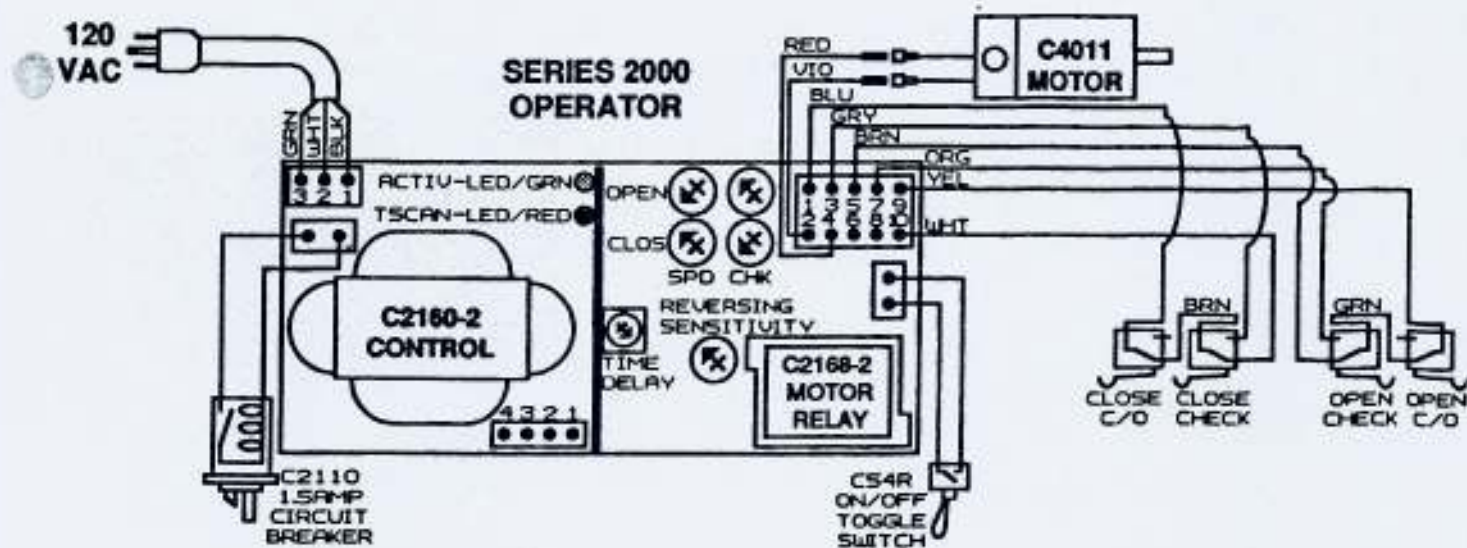 120
VAC
SERIES 2000
OPERATOR
RED
VIO
BLU
GRY
BRN
ORG
YEL
WHT
C4011
MOTOR
GRN
WHT
BLK
3 2 1
ACTIV-LED/GRN
TSCAN-LED/RED
OPEN
CLOS
SPD CHK
1 3 5 7 9
2 4 6 8 10
C2160-2
CONTROL
REVERSING
SENSITIVITY
TIME
DELAY
C2168-2
MOTOR
RELAY
4 3 2 1
BRN
GRN
CLOSE
C/O
CLOSE
CHECK
OPEN
CHECK
OPEN
C/O
C2110
1.5AMP
CIRCUIT
BREAKER
CS4R
ON/OFF
TOGGLE
SWITCH